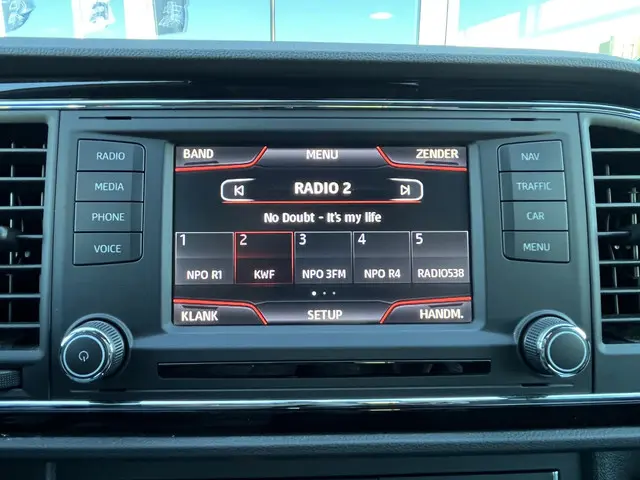 RADIO
MEDIA
PHONE
VOICE
BAND MENU ZENDER
RADIO 2
No Doubt - It's my life
1 2 3 4 5
NPO R1 KWF NPO 3FM NPO R4 RADIO538
KLANK SETUP HANDM.
NAV
TRAFFIC
CAR
MENU